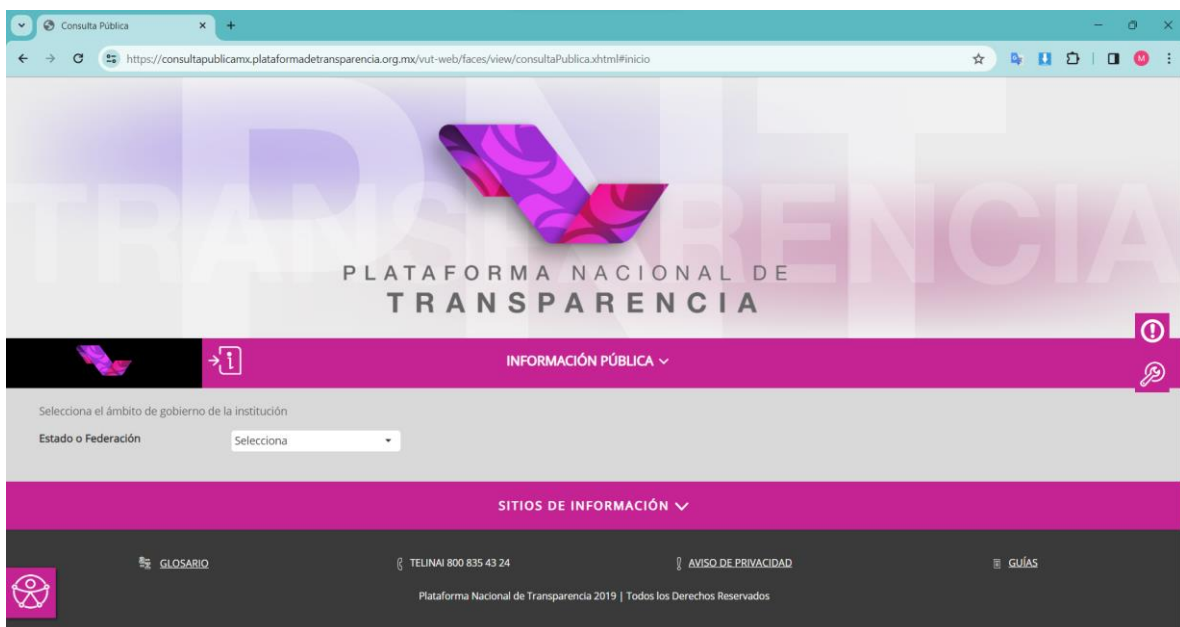 Consulta Pública
https://consultapublicamx.plataformadetransparencia.org.mx/vut-web/faces/view/consultaPublica.xhtml#inicio
M
PNT
TRANSPARENCIA
PLATAFORMA NACIONAL DE
TRANSPARENCIA
INFORMACIÓN PÚBLICA
Selecciona el ámbito de gobierno de la institución
Estado o Federación Selecciona
SITIOS DE INFORMACIÓN
GLOSARIO TELINAI 800 835 43 24 AVISO DE PRIVACIDAD GUÍAS
Plataforma Nacional de Transparencia 2019 | Todos los Derechos Reservados